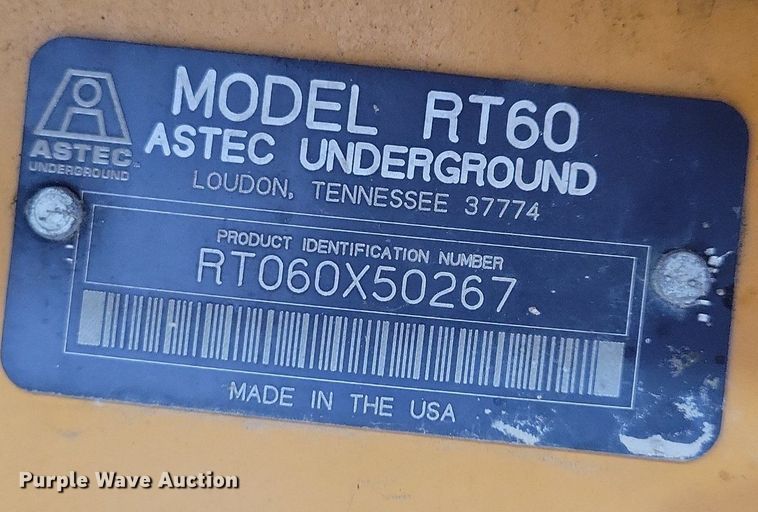 MODEL RT60
ASTEC
UNDERGROUND
ASTEC UNDERGROUND
LOUDON, TENNESSEE 37774
PRODUCT IDENTIFICATION NUMBER
RT060X50267
MADE IN THE USA
Purple Wave Auction